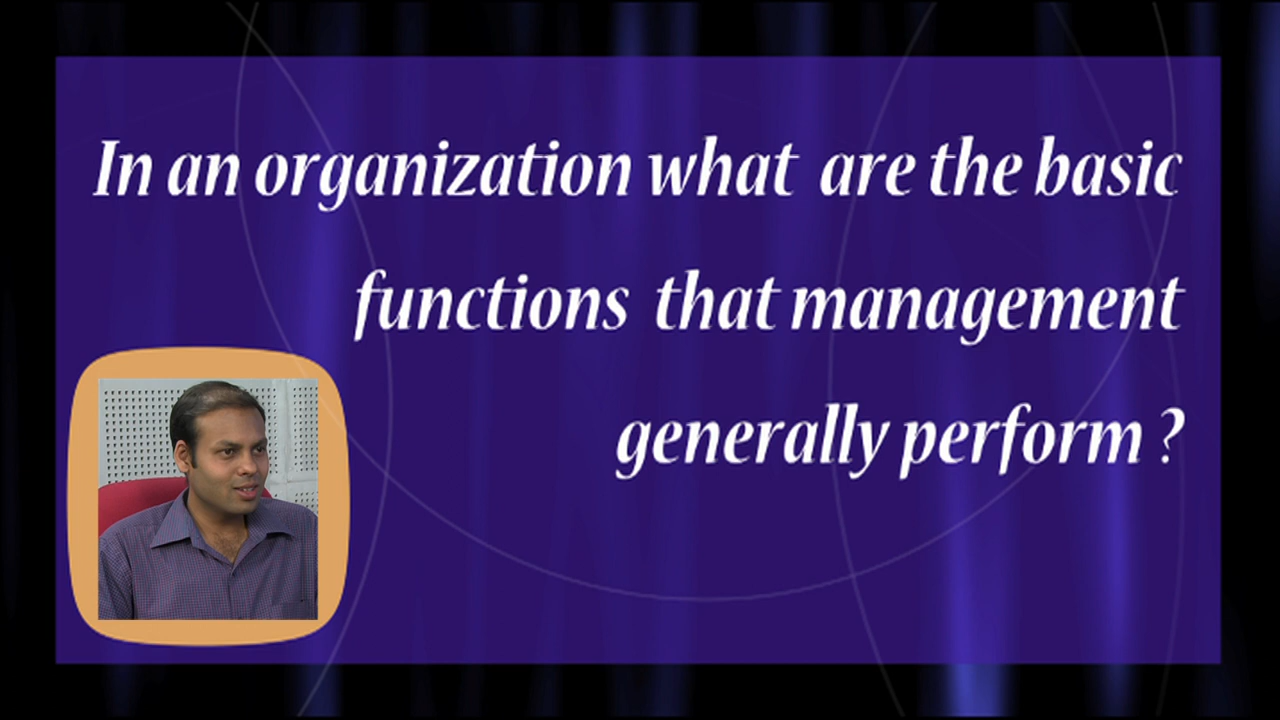 In an organization what are the basic
functions that management
generally perform ?